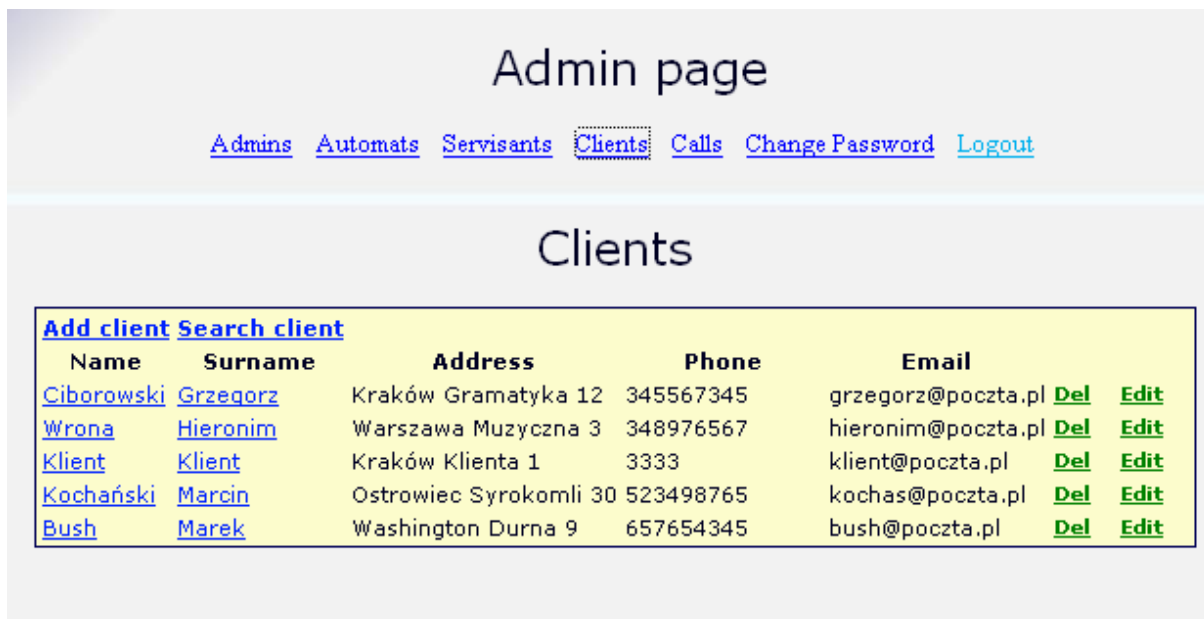 Admin page
Admins Automats Servisants Clients Calls Change Password Logout
Clients
Add client Search client
Name Surname Address Phone Email
Ciborowski Grzegorz Kraków Gramatyka 12 345567345 grzegorz@poczta.pl Del Edit
Wrona Hieronim Warszawa Muzyczna 3 348976567 hieronim@poczta.pl Del Edit
Klient Klient Kraków Klienta 1 3333 klient@poczta.pl Del Edit
Kochański Marcin Ostrowiec Syrokomli 30 523498765 kochas@poczta.pl Del Edit
Bush Marek Washington Durna 9 657654345 bush@poczta.pl Del Edit